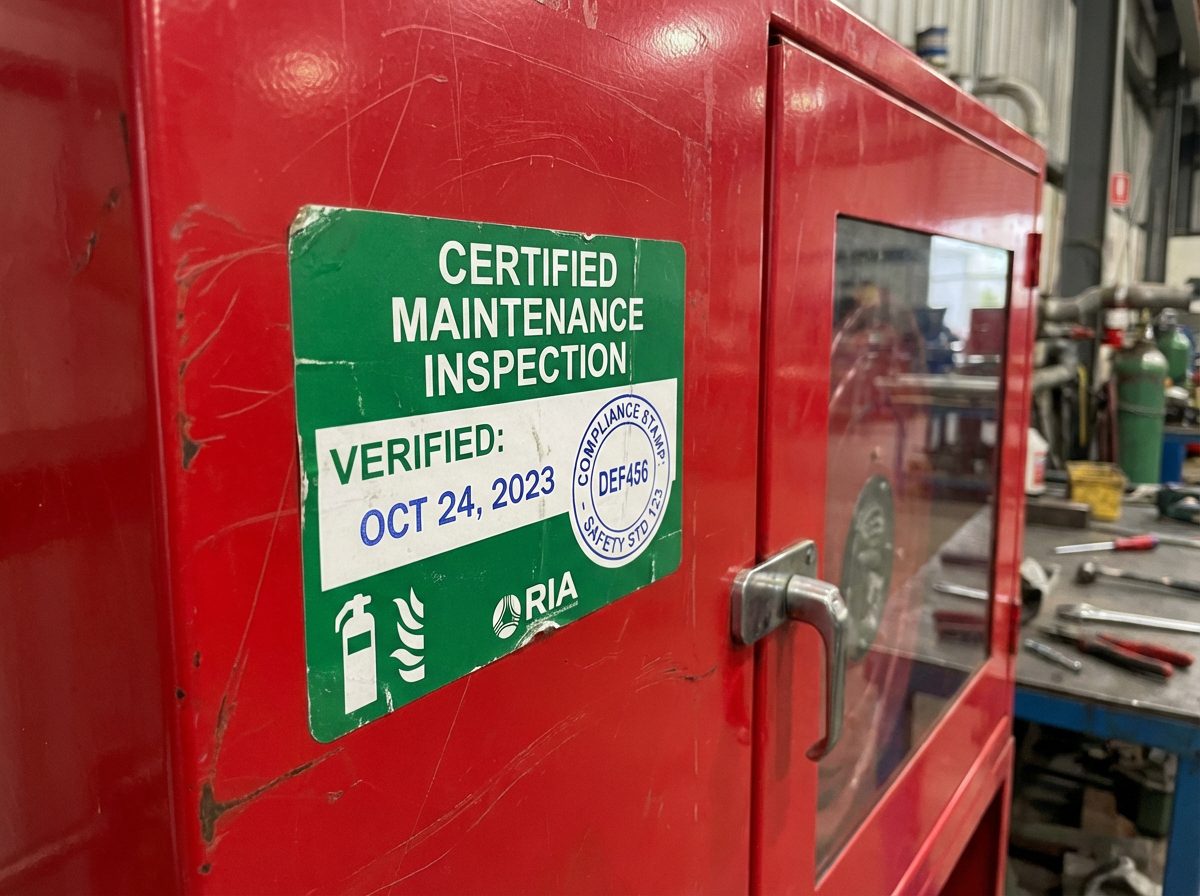 CERTIFIED
MAINTENANCE
INSPECTION
VERIFIED:
OCT 24, 2023
COMPLIANCE STAMP:
DEF456
- SAFETY STD 123
RIA